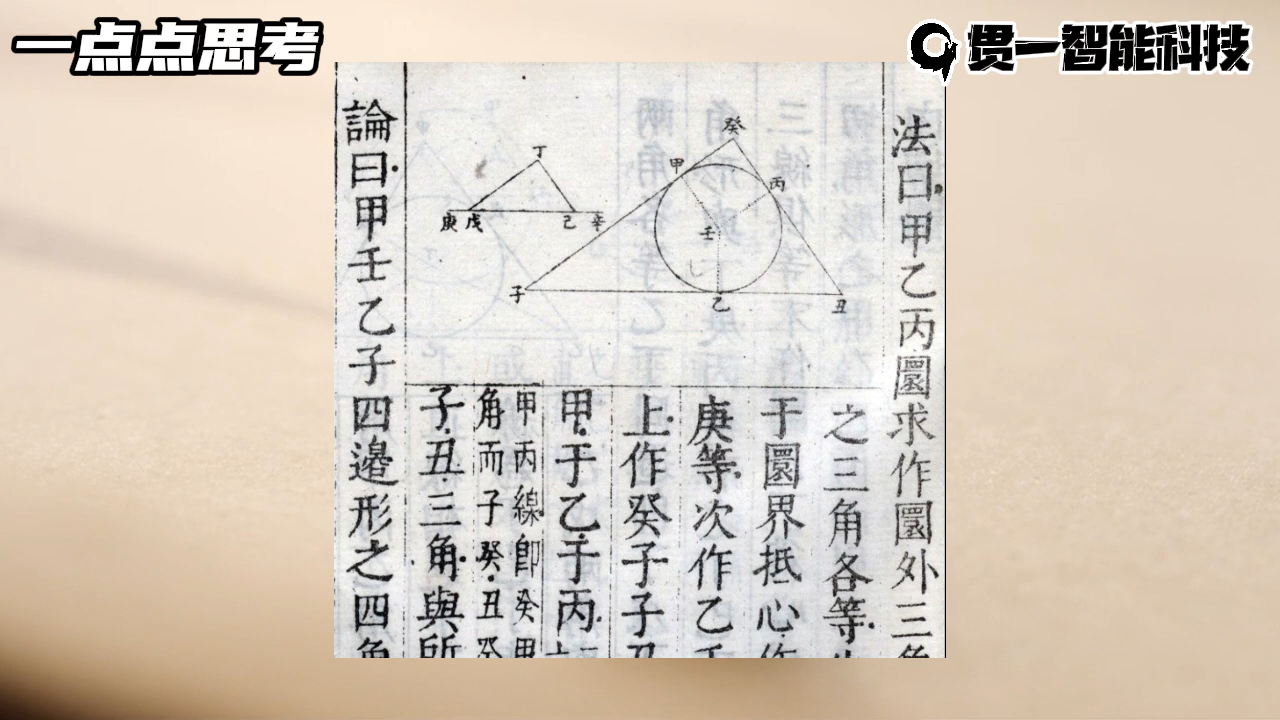 一点点思考
贯一智能科技
法曰甲乙丙圜求作圜外三角
之三角各等
于圜界抵心作
庚等次作乙壬
上作癸子子丑
甲于乙于丙
甲丙線即癸甲
角而子癸丑癸
子丑三角與所
論曰甲壬乙子四邊形之四角
丁
庚
戊
己
辛
癸
甲
丙
壬
子
乙
丑